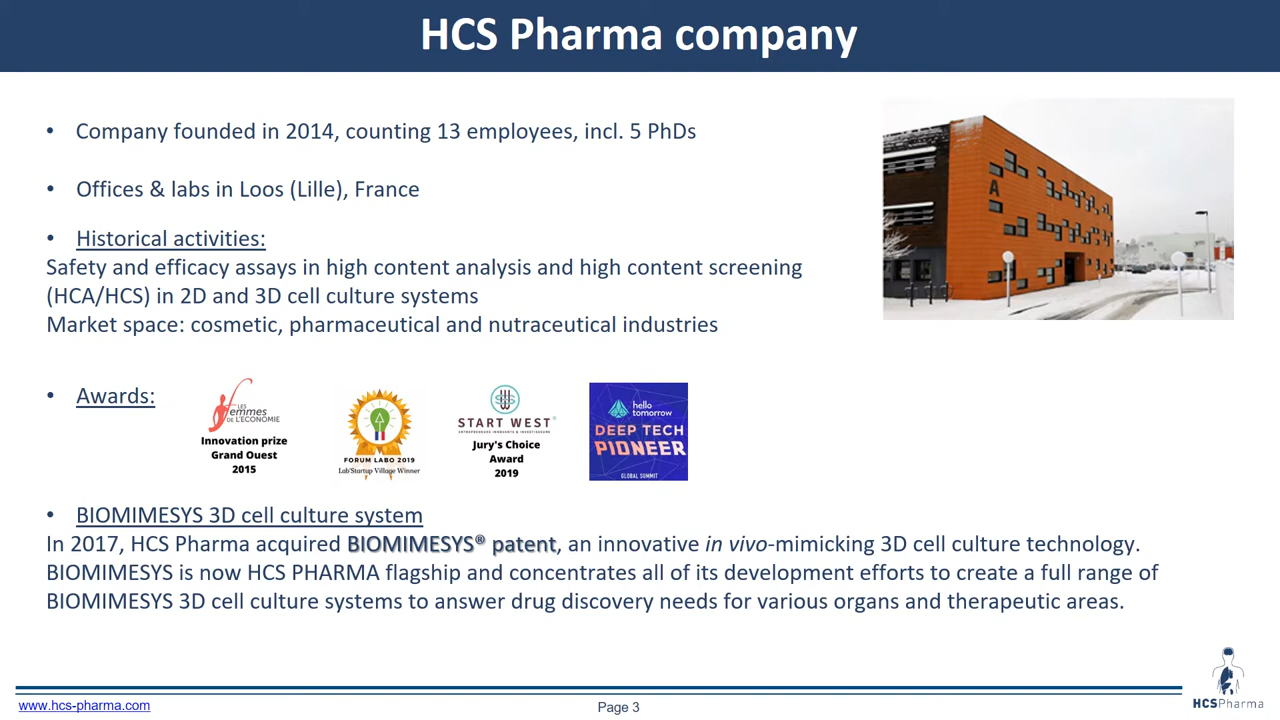 HCS Pharma company
• Company founded in 2014, counting 13 employees, incl. 5 PhDs
• Offices & labs in Loos (Lille), France
• Historical activities:
Safety and efficacy assays in high content analysis and high content screening
(HCA/HCS) in 2D and 3D cell culture systems
Market space: cosmetic, pharmaceutical and nutraceutical industries
A
• Awards:
LES
femmes
DE L'ECONOMIE
Innovation prize
Grand Ouest
2015
FORUM LABO 2019
Lab'Startup Village Winner
START WEST
ENTREPRENEURS INNOVANTS & INVESTISSEURS
Jury's Choice
Award
2019
hello
tomorrow
DEEP TECH
PIONEER
GLOBAL SUMMIT
• BIOMIMESYS 3D cell culture system
In 2017, HCS Pharma acquired BIOMIMESYS® patent, an innovative in vivo-mimicking 3D cell culture technology.
BIOMIMESYS is now HCS PHARMA flagship and concentrates all of its development efforts to create a full range of
BIOMIMESYS 3D cell culture systems to answer drug discovery needs for various organs and therapeutic areas.
www.hcs-pharma.com
Page 3
HCSPharma